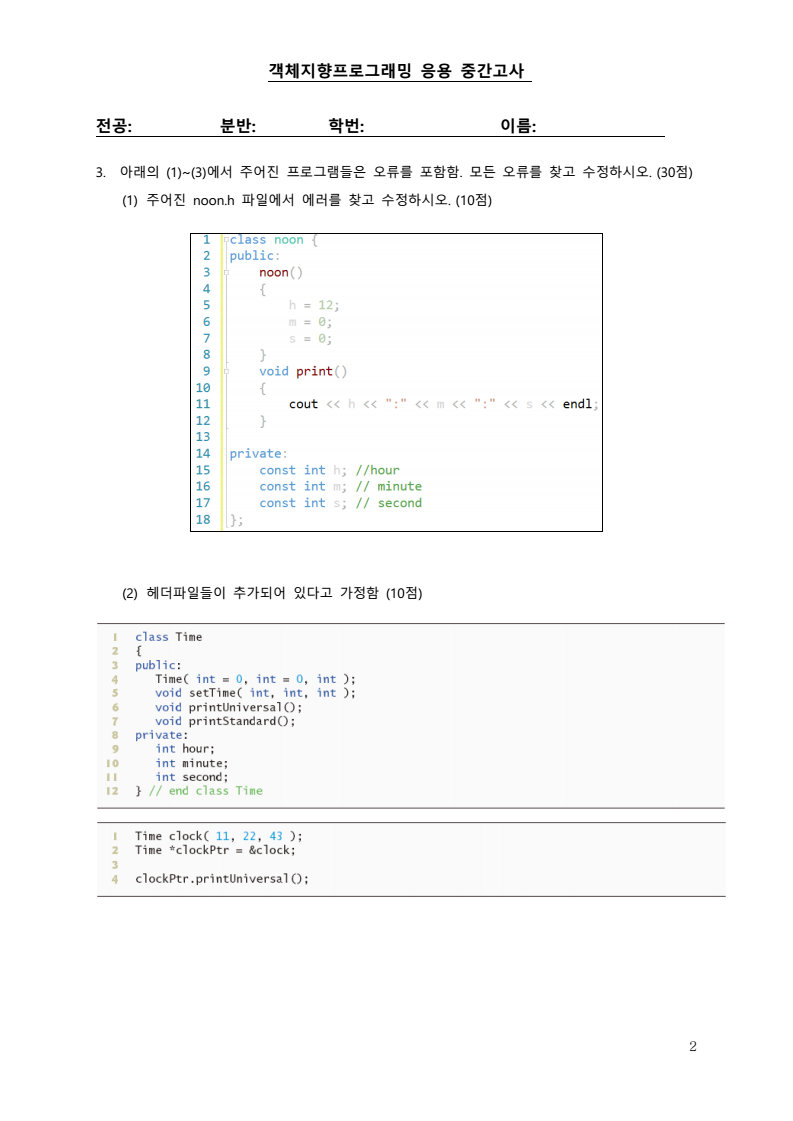 객체지향프로그래밍 응용 중간고사
전공: 분반: 학번: 이름:
3. 아래의 (1)~(3)에서 주어진 프로그램들은 오류를 포함함. 모든 오류를 찾고 수정하시오. (30점)
(1) 주어진 noon.h 파일에서 에러를 찾고 수정하시오. (10점)
1 class noon {
2 public:
3 noon()
4 {
5 h = 12;
6 m = 0;
7 s = 0;
8 }
9 void print()
10 {
11 cout << h << ":" << m << ":" << s << endl;
12 }
13
14 private:
15 const int h; //hour
16 const int m; // minute
17 const int s; // second
18 };
(2) 헤더파일들이 추가되어 있다고 가정함 (10점)
1 class Time
2 {
3 public:
4 Time( int = 0, int = 0, int );
5 void setTime( int, int, int );
6 void printUniversal();
7 void printStandard();
8 private:
9 int hour;
10 int minute;
11 int second;
12 } // end class Time
1 Time clock( 11, 22, 43 );
2 Time *clockPtr = &clock;
3
4 clockPtr.printUniversal();
2